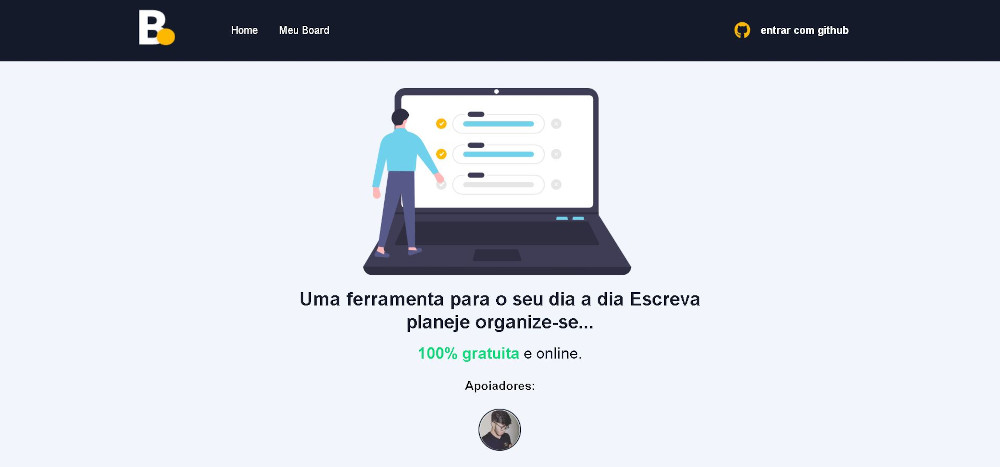 B
Home
Meu Board
entrar com github
Uma ferramenta para o seu dia a dia Escreva
planeje organize-se...
100% gratuita e online.
Apoiadores: